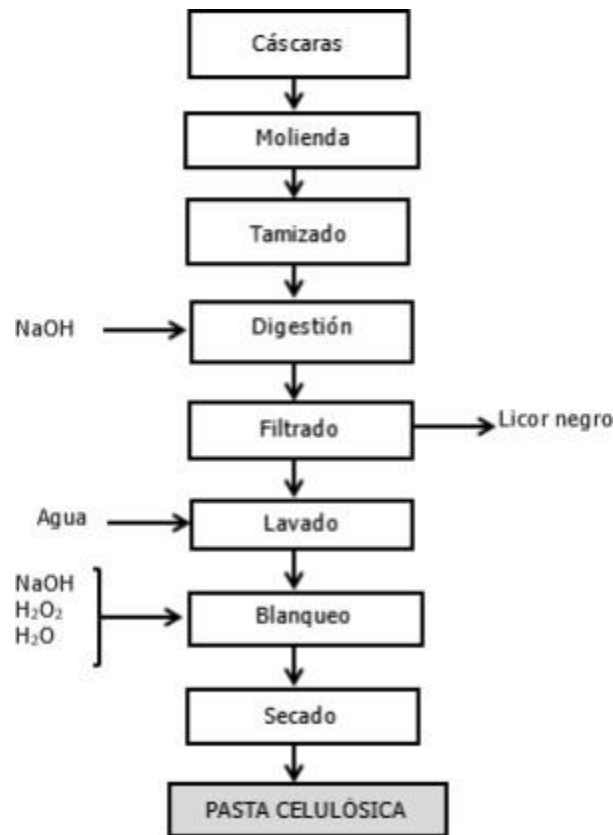 Cáscaras
Molienda
Tamizado
NaOH
Digestión
Filtrado
Licor negro
Agua
Lavado
NaOH
H₂O₂
H₂O
Blanqueo
Secado
PASTA CELULÓSICA